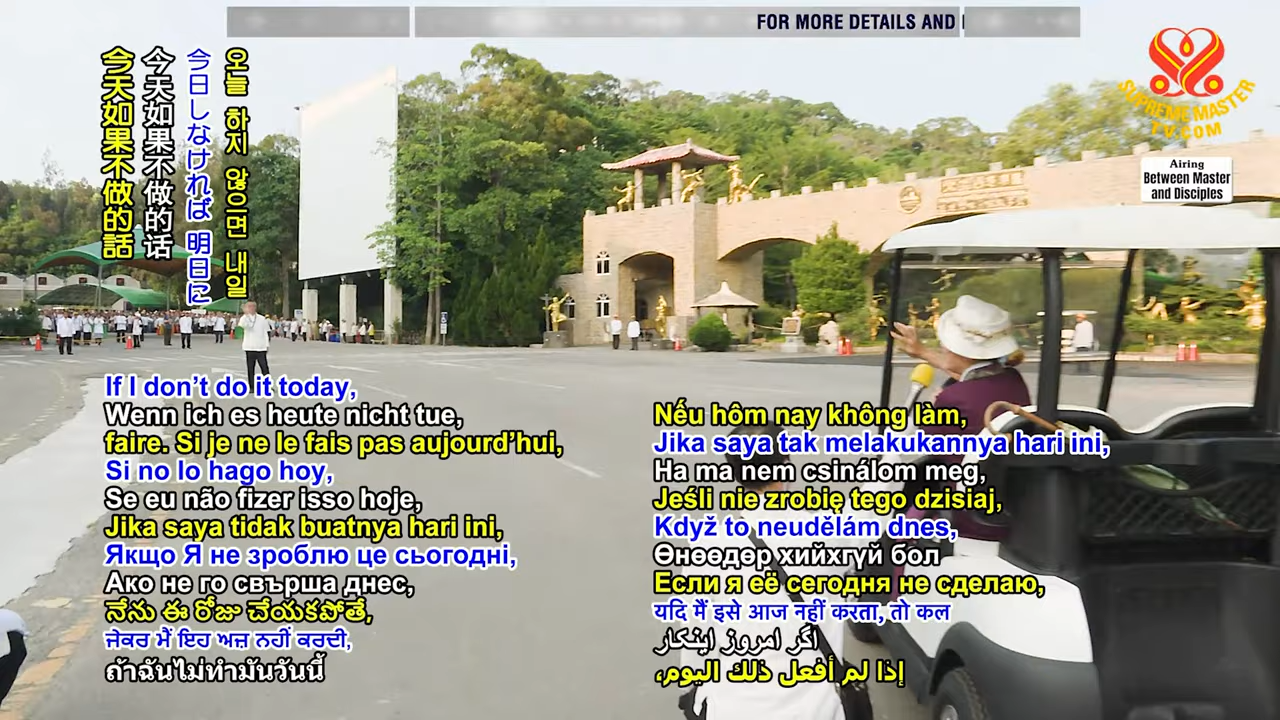 FOR MORE DETAILS AND
SUPREME MASTER
TV.COM
Airing
Between Master
and Disciples
오늘 하지 않으면 내일
今日しなければ 明日に
今天如果不做的话
今天如果不做的話
If I don’t do it today,
Wenn ich es heute nicht tue,
faire. Si je ne le fais pas aujourd’hui,
Si no lo hago hoy,
Se eu não fizer isso hoje,
Jika saya tidak buatnya hari ini,
Якщо Я не зроблю це сьогодні,
Ако не го свърша днес,
నేను ఈ రోజు చేయకపోతే,
ਜੇਕਰ ਮੈਂ ਇਹ ਅਜ਼ ਨਹੀਂ ਕਰਦੀ,
ถ้าฉันไม่ทำมันวันนี้
Nếu hôm nay không làm,
Jika saya tak melakukannya hari ini,
Ha ma nem csinálom meg,
Jeśli nie zrobię tego dzisiaj,
Když to neudělám dnes,
Өнөөдөр хийхгүй бол
Если я её сегодня не сделаю,
यदि मैं इसे आज नहीं करता, तो कल
اگر امروز اینکار
إذا لم أفعل ذلك اليوم،